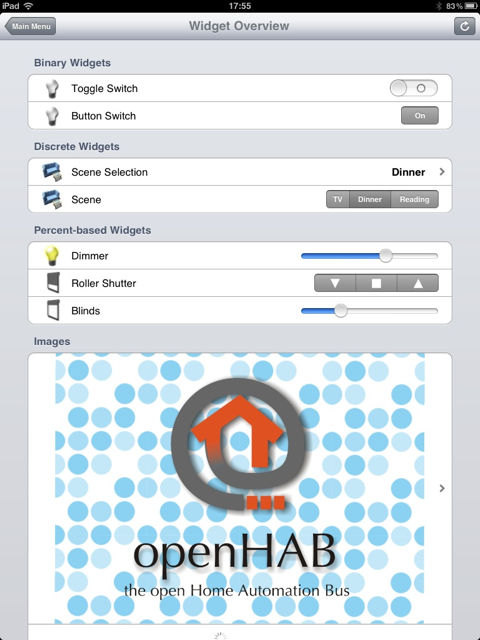 iPad
17:55
83%
Main Menu
Widget Overview
Binary Widgets
Toggle Switch
Button Switch
On
Discrete Widgets
Scene Selection
Dinner
Scene
TV
Dinner
Reading
Percent-based Widgets
Dimmer
Roller Shutter
Blinds
Images
openHAB
the open Home Automation Bus